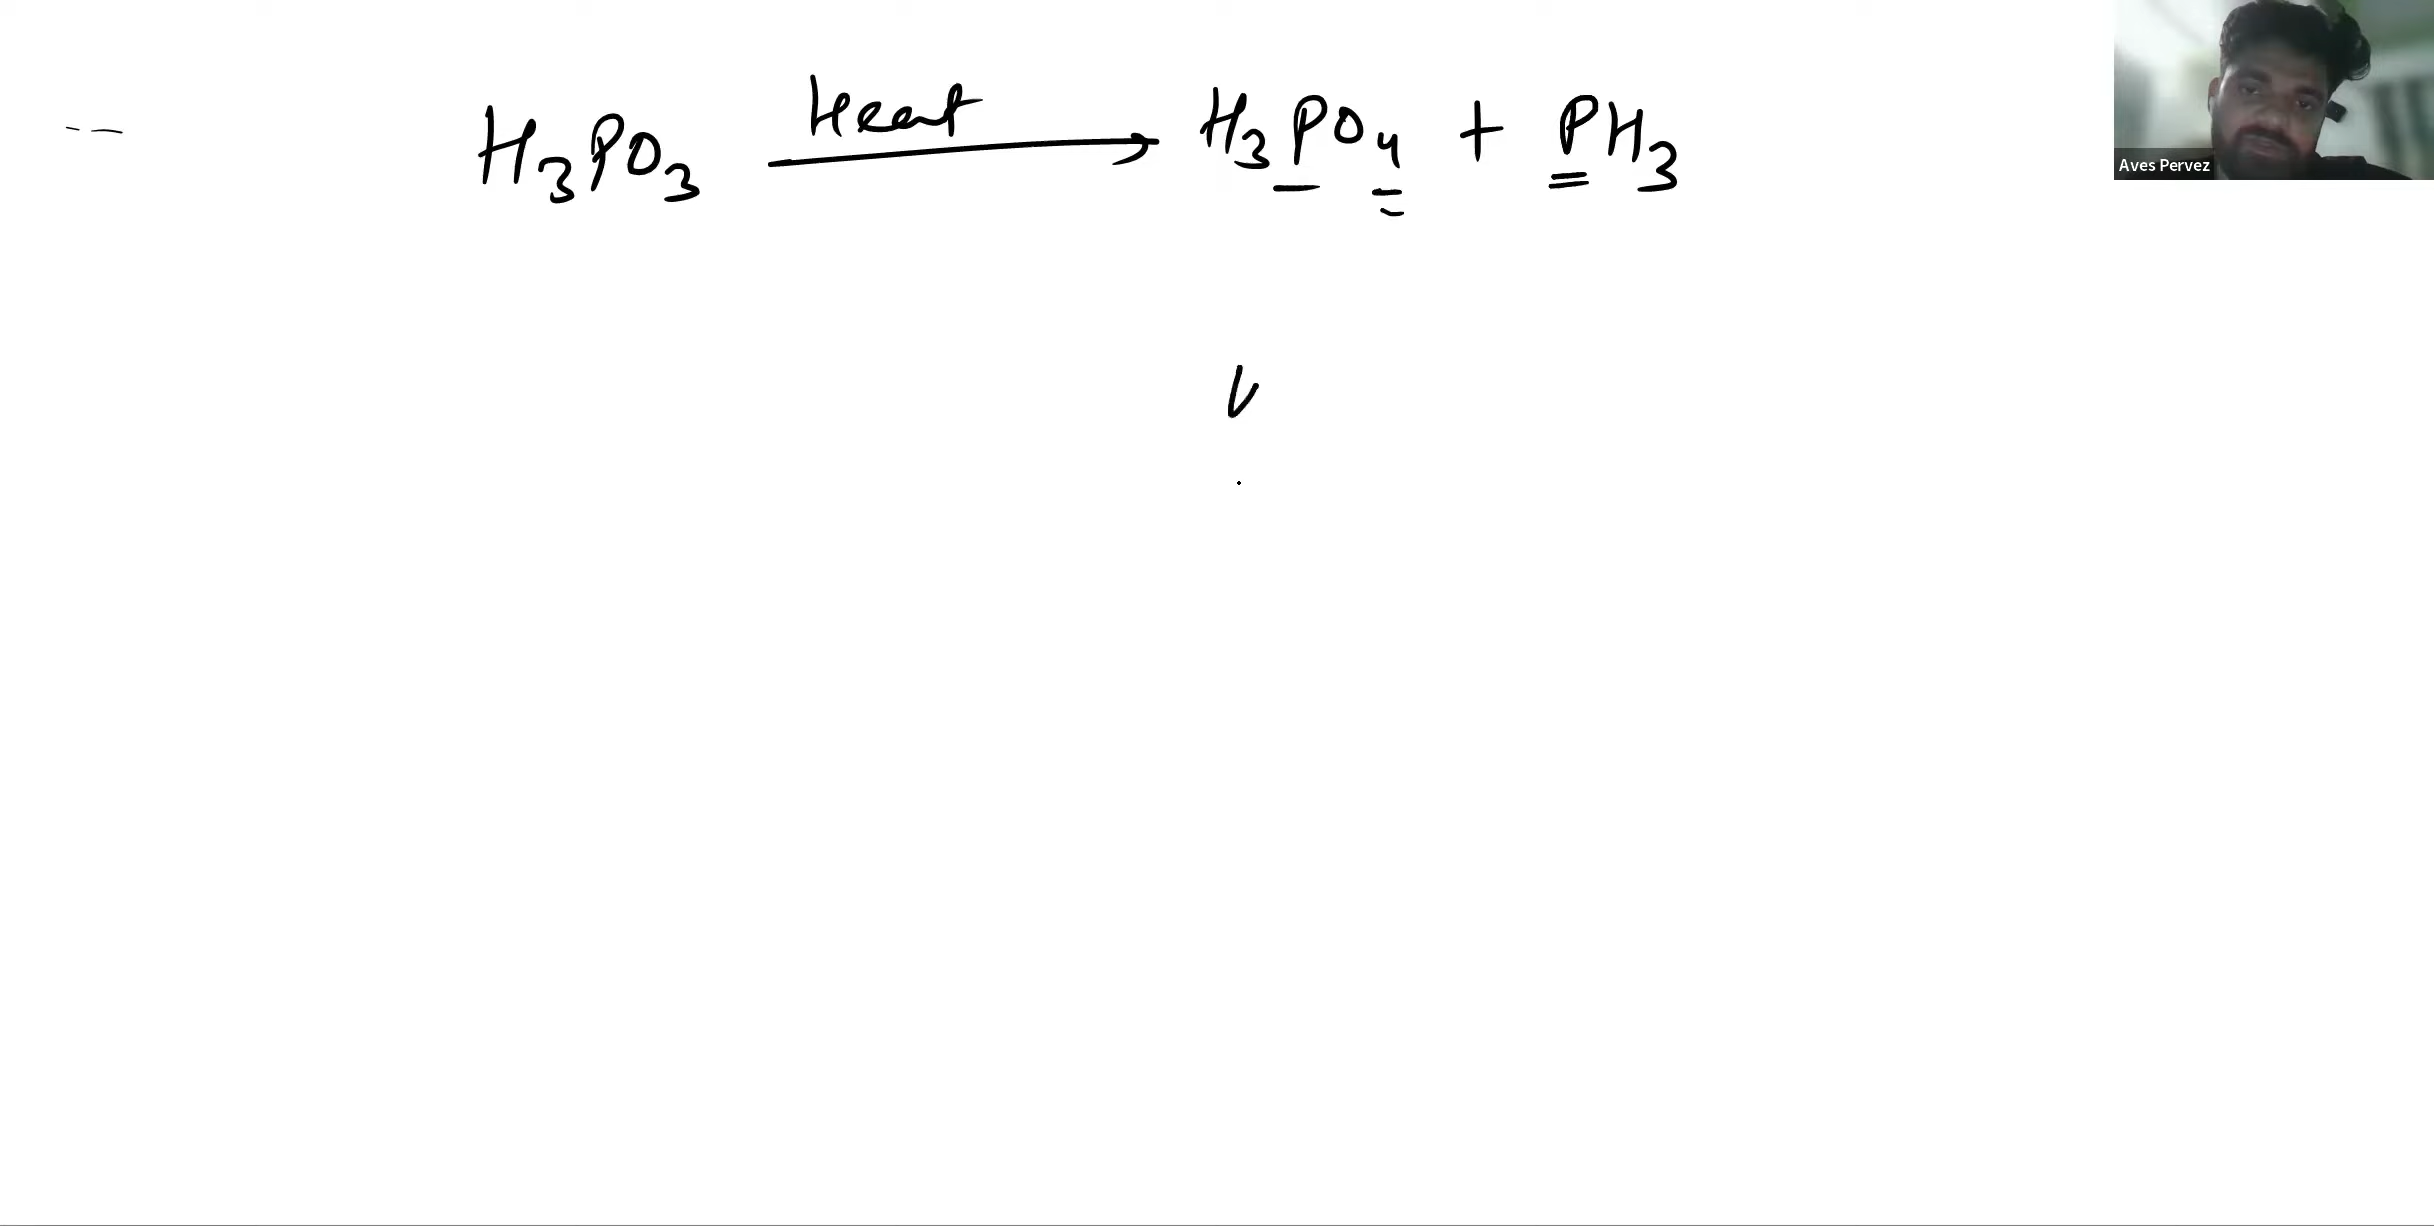 Heat
H₃PO₃ ⟶ H₃PO₄ + PH₃
Aves Pervez